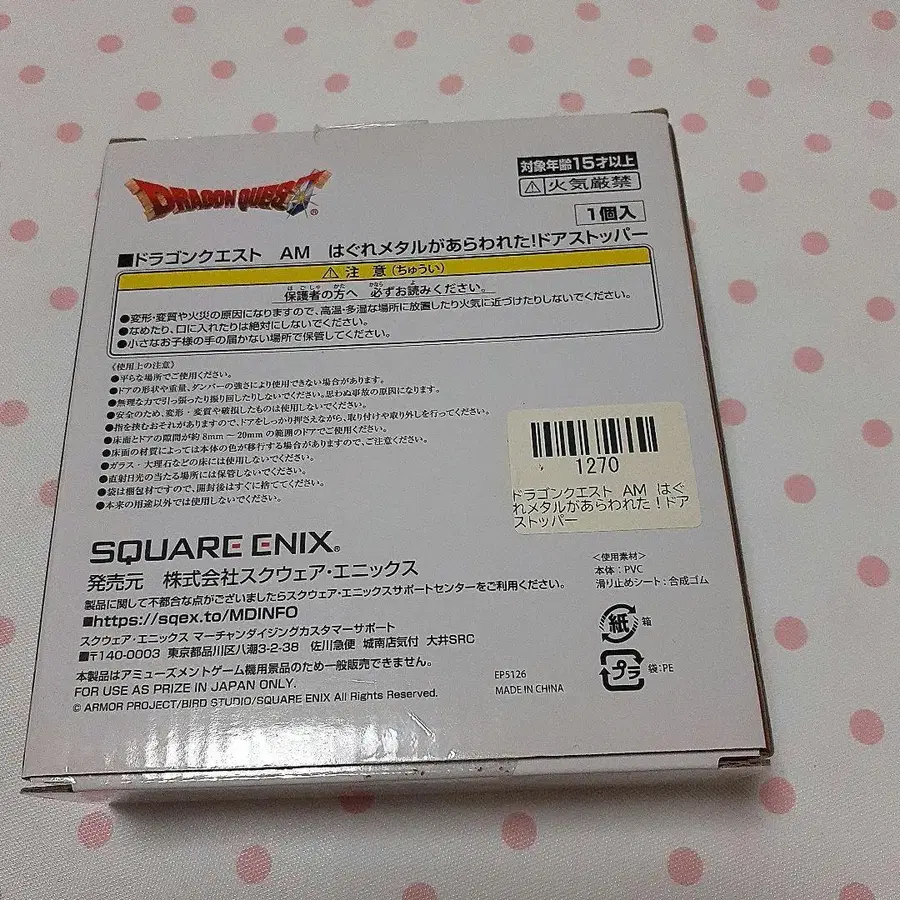 DRAGON QUEST®
対象年齢15才以上
⚠火気厳禁
1個入
■ドラゴンクエスト AM はぐれメタルがあらわれた!ドアストッパー
⚠注意(ちゅうい)
保護者の方へ 必ずお読みください。
●変形・変質や火災の原因になりますので、高温・多湿な場所に放置したり火気に近づけたりしないでください。
●なめたり、口に入れたりは絶対にしないでください。
●小さなお子様の手の届かない場所で保管してください。
《使用上の注意》
●平らな場所でご使用ください。
●ドアの形状や重量、ダンパーの強さにより使用できない場合があります。
●無理な力で引っ張ったり振り回したりしないでください。思わぬ事故の原因になります。
●安全のため、変形・変質や破損したものは使用しないでください。
●指を挟むおそれがありますので、ドアをしっかり押さえながら、取り付けや取り外しを行ってください。
●床面とドアの隙間が約8mm〜20mmの範囲のドアでご使用ください。
●床面の材質によっては本体の色が移行する場合がありますので、ご注意ください。
●ガラス・大理石などの床には使用しないでください。
●直射日光の当たる場所には保管しないでください。
●袋は梱包材ですので、開封後はすぐに捨ててください。
●本来の用途以外では使用しないでください。
1270
ドラゴンクエスト AM はぐ
れメタルがあらわれた!ドア
ストッパー
SQUARE ENIX®
発売元 株式会社スクウェア・エニックス
製品に関して不都合な点がございましたらスクウェア・エニックスサポートセンターをご利用ください。
■https://sqex.to/MDINFO
スクウェア・エニックス マーチャンダイジングカスタマーサポート
■〒140-0003 東京都品川区八潮3-2-38 佐川急便 城南店気付 大井SRC
本製品はアミューズメントゲーム機用景品のため一般販売できません。
FOR USE AS PRIZE IN JAPAN ONLY.
© ARMOR PROJECT/BIRD STUDIO/SQUARE ENIX All Rights Reserved.
<使用素材>
本体:PVC
滑り止めシート:合成ゴム
紙 箱
プラ 袋:PE
EP5126
MADE IN CHINA